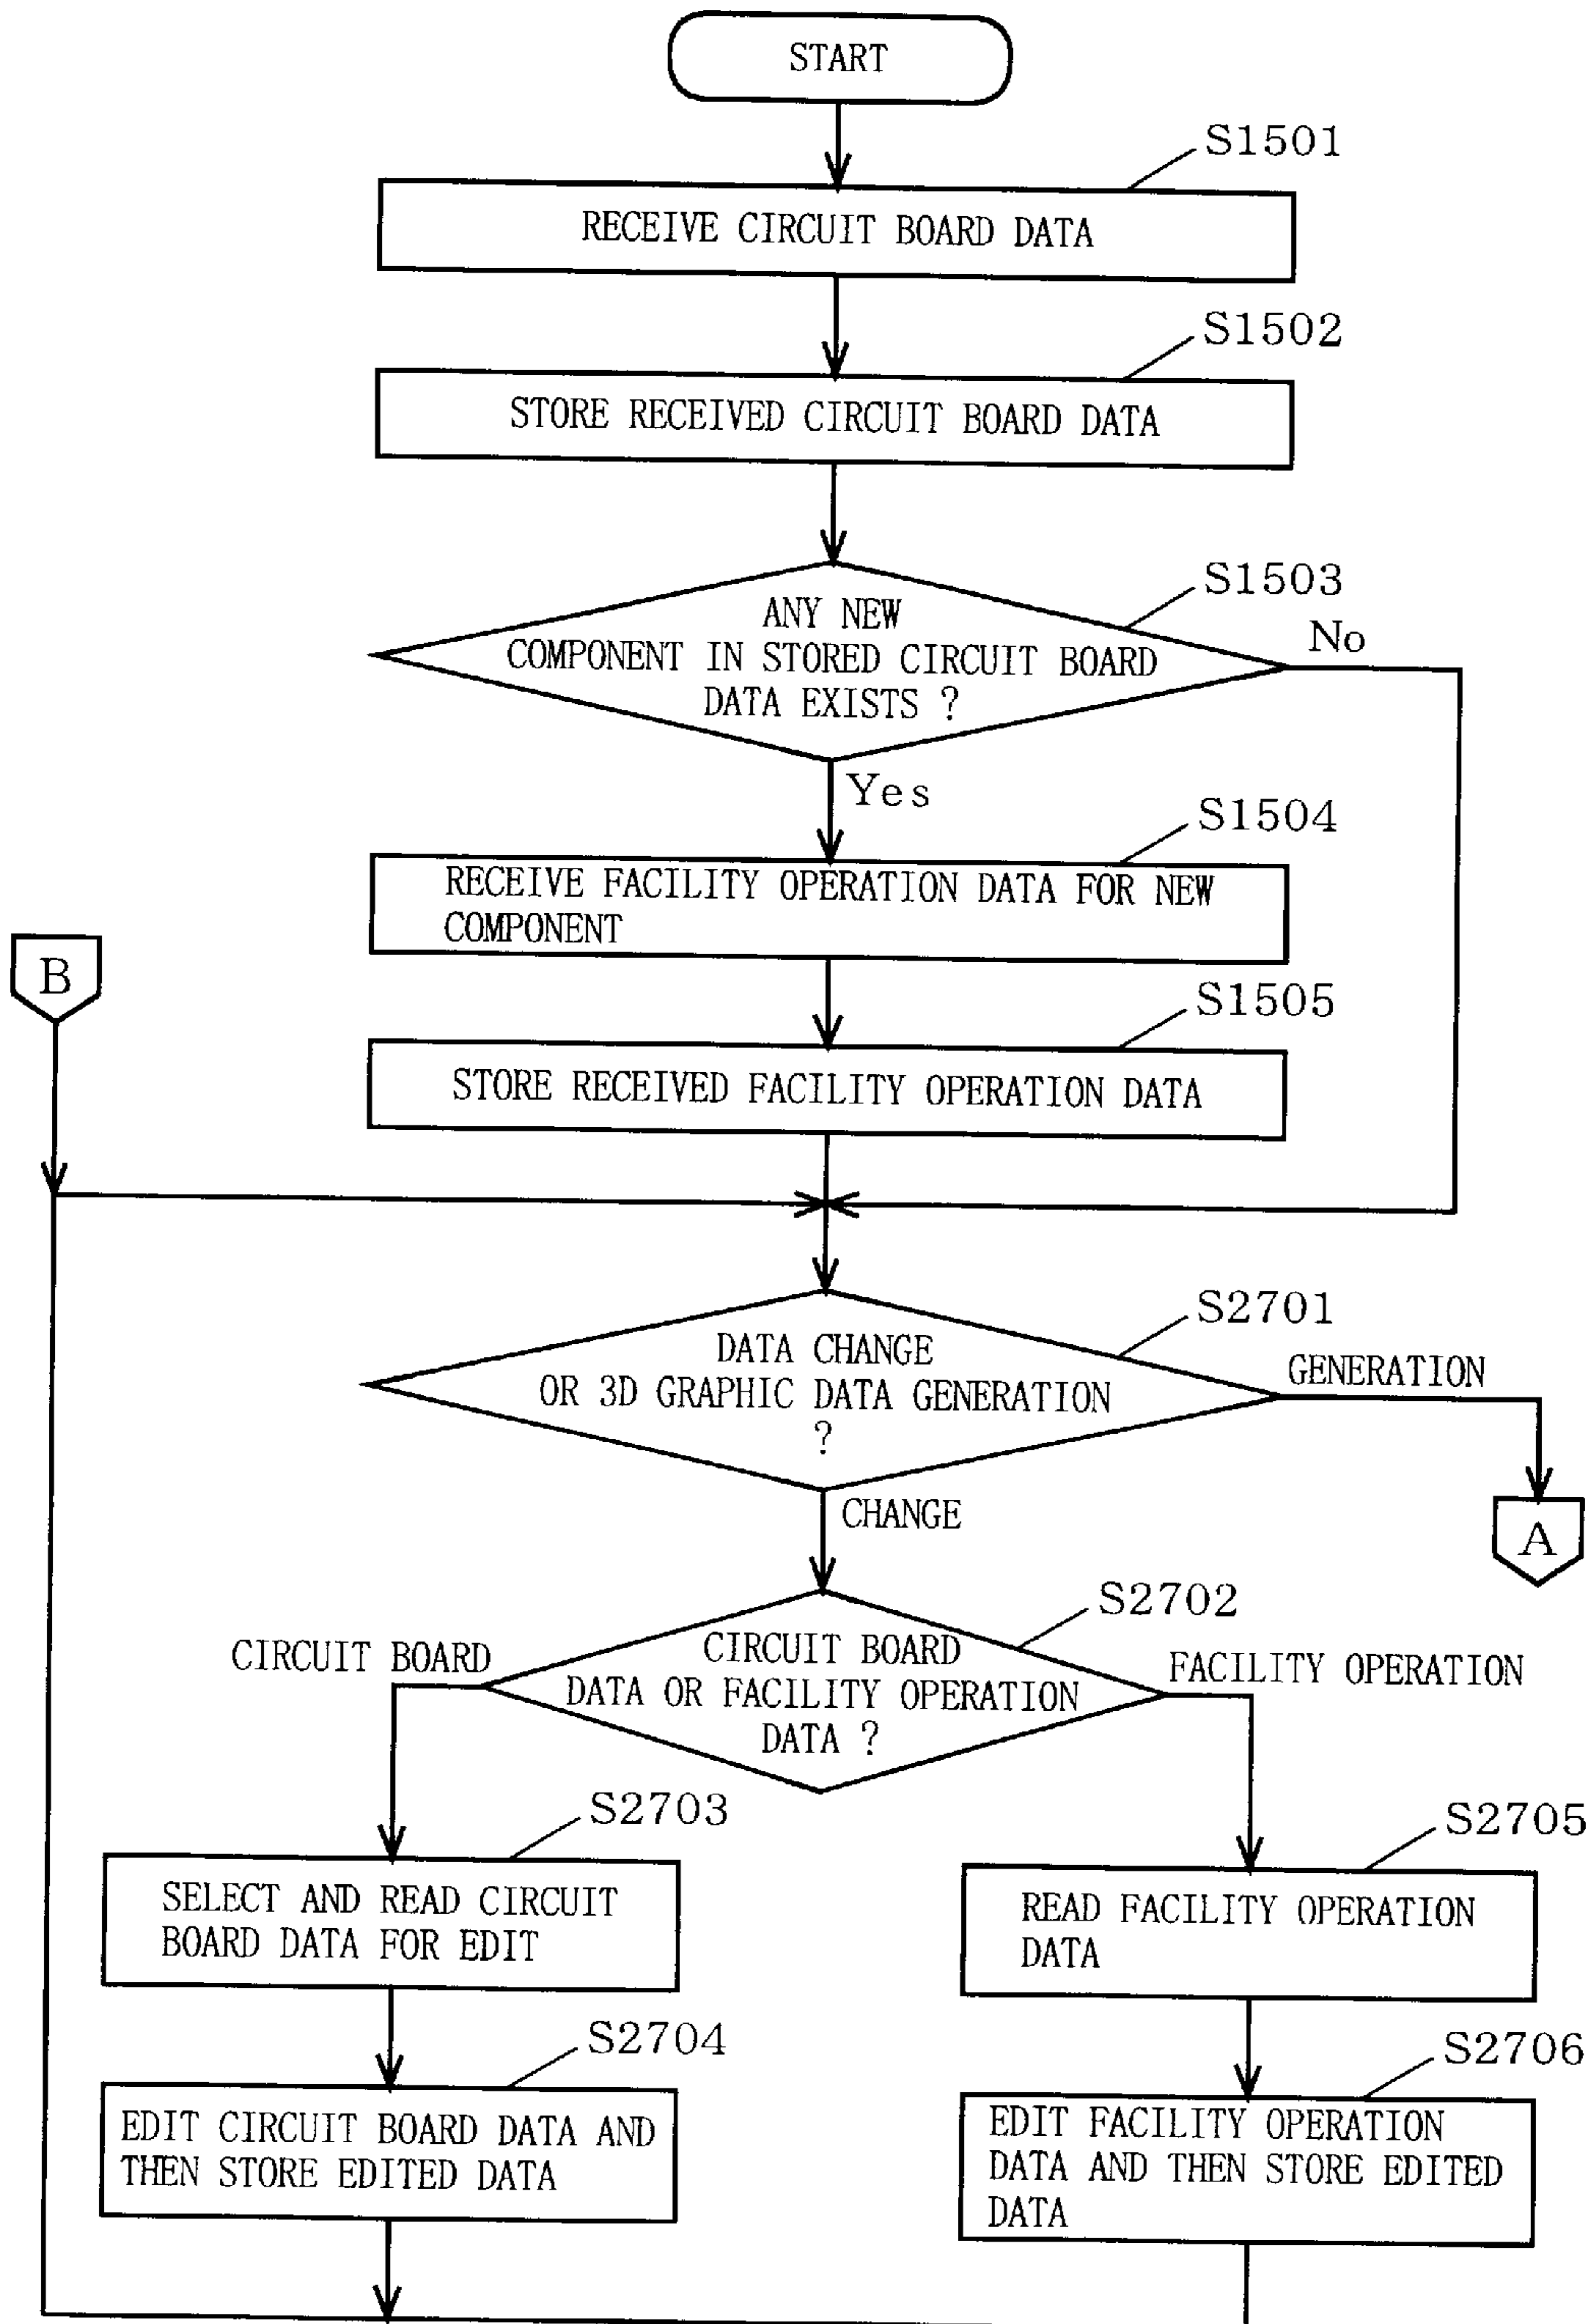 START
S1501
RECEIVE CIRCUIT BOARD DATA
S1502
STORE RECEIVED CIRCUIT BOARD DATA
S1503
ANY NEW
COMPONENT IN STORED CIRCUIT BOARD
DATA EXISTS ?
No
Yes
S1504
RECEIVE FACILITY OPERATION DATA FOR NEW
COMPONENT
B
S1505
STORE RECEIVED FACILITY OPERATION DATA
S2701
DATA CHANGE
OR 3D GRAPHIC DATA GENERATION
?
GENERATION
CHANGE
A
S2702
CIRCUIT BOARD
DATA OR FACILITY OPERATION
DATA ?
CIRCUIT BOARD
FACILITY OPERATION
S2703
SELECT AND READ CIRCUIT
BOARD DATA FOR EDIT
S2705
READ FACILITY OPERATION
DATA
S2704
EDIT CIRCUIT BOARD DATA AND
THEN STORE EDITED DATA
S2706
EDIT FACILITY OPERATION
DATA AND THEN STORE EDITED
DATA